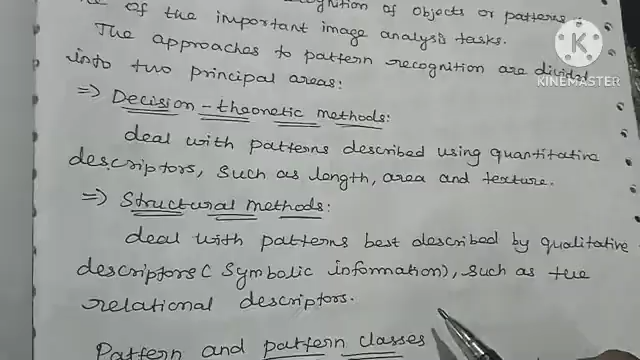 of the important image analysis tasks.
The approaches to pattern recognition are divided
into two principal areas:
=> Decision-theoretic methods:
deal with patterns described using quantitative
descriptors, such as length, area and texture.
=> Structural methods:
deal with patterns best described by qualitative
descriptors ( Symbolic information), such as the
relational descriptors.
Pattern and pattern classes
KINEMASTER